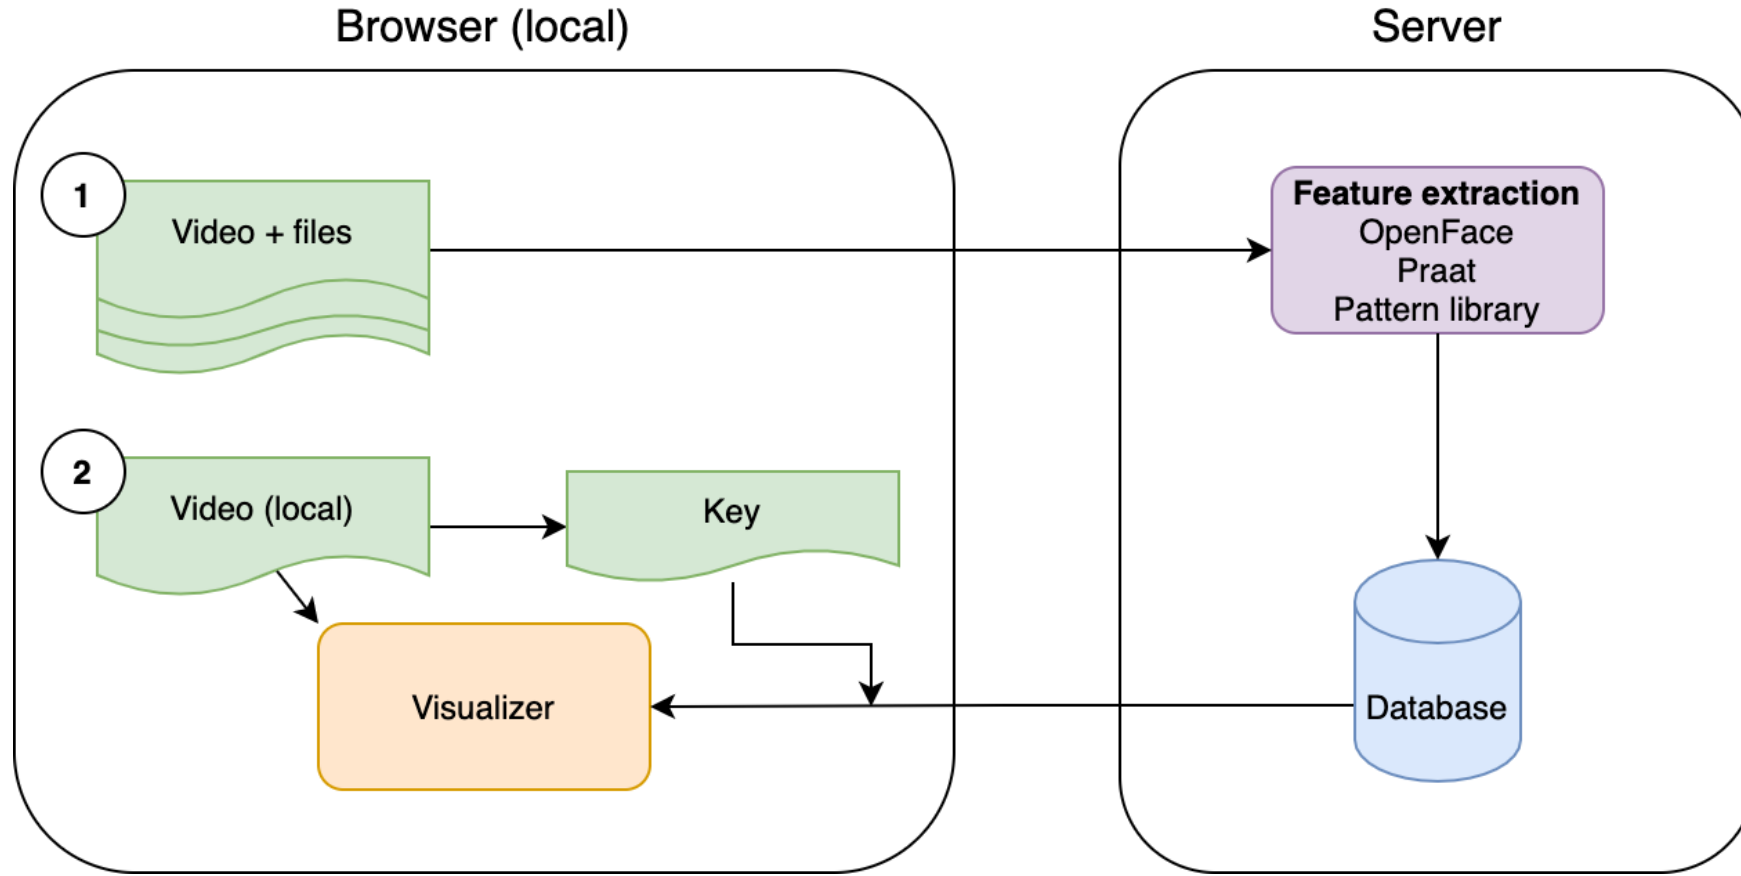 Browser (local)
Server
1
Video + files
Feature extraction
OpenFace
Praat
Pattern library
2
Video (local)
Key
Visualizer
Database